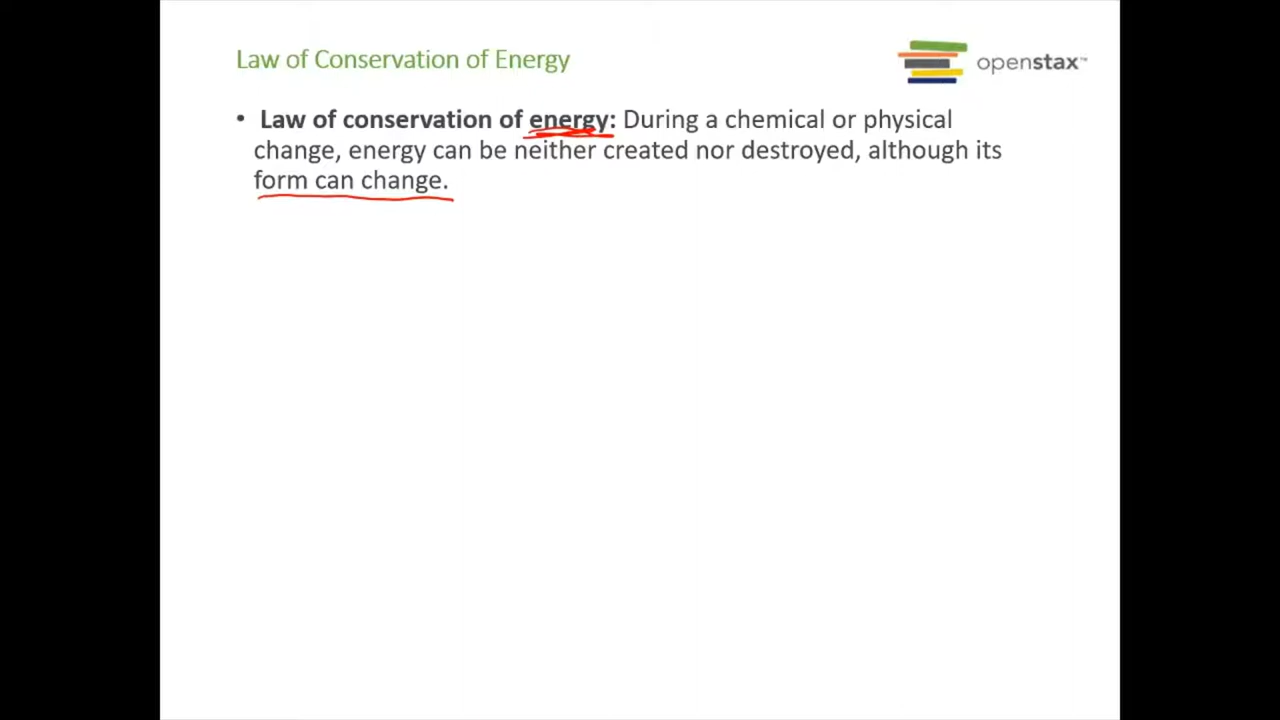 Law of Conservation of Energy
openstax™
• Law of conservation of energy: During a chemical or physical
change, energy can be neither created nor destroyed, although its
form can change.